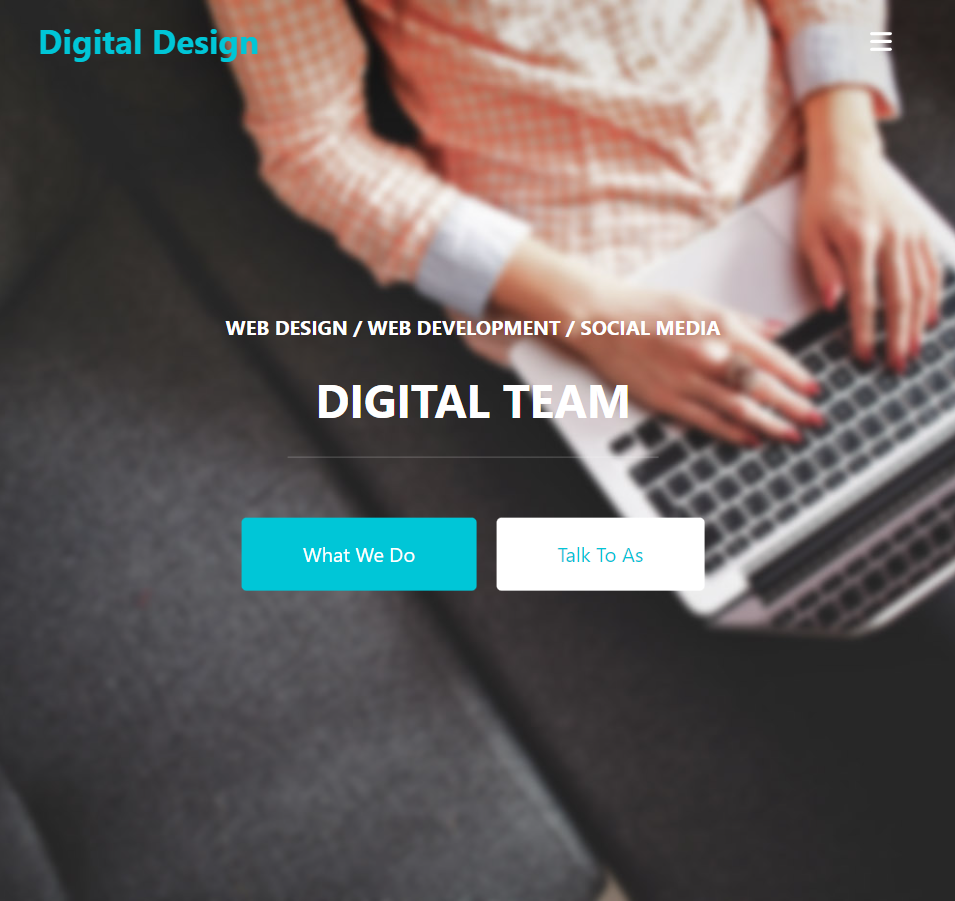 Digital Design
WEB DESIGN / WEB DEVELOPMENT / SOCIAL MEDIA
DIGITAL TEAM
What We Do
Talk To As